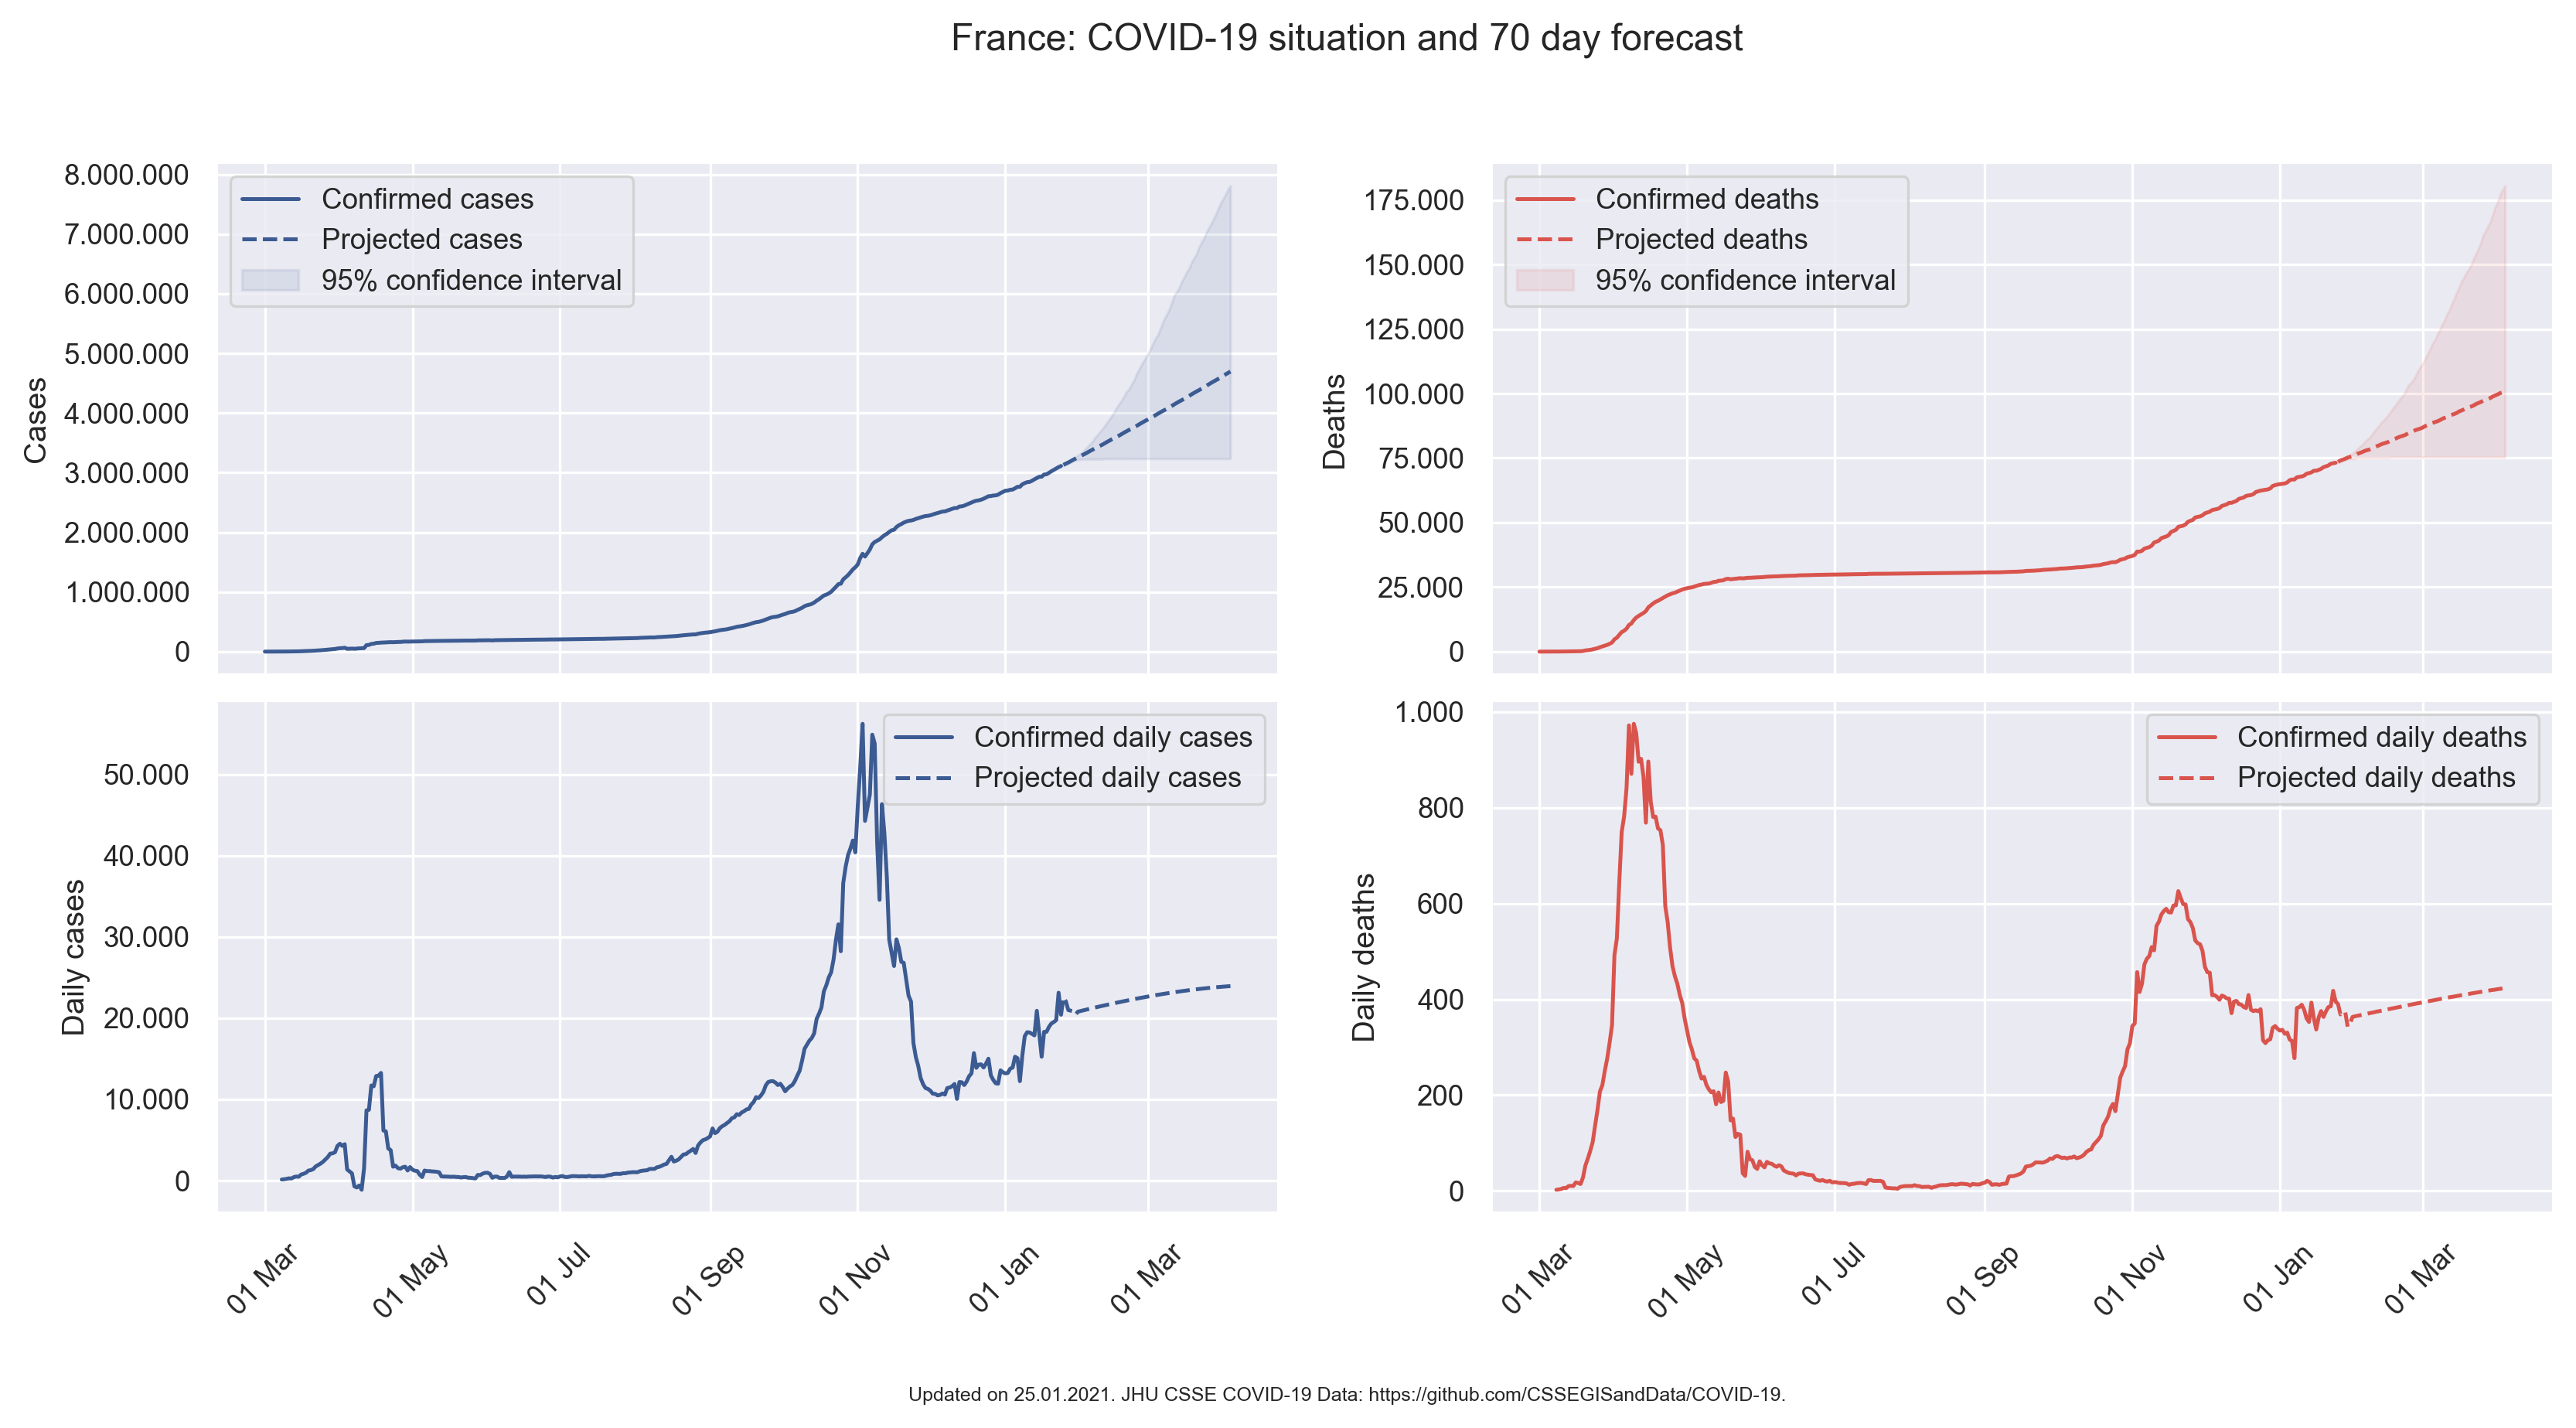 France: COVID-19 situation and 70 day forecast
8.000.000
7.000.000
6.000.000
5.000.000
4.000.000
3.000.000
2.000.000
1.000.000
0
Cases
Confirmed cases
Projected cases
95% confidence interval
175.000
150.000
125.000
100.000
75.000
50.000
25.000
0
Deaths
Confirmed deaths
Projected deaths
95% confidence interval
50.000
40.000
30.000
20.000
10.000
0
Daily cases
Confirmed daily cases
Projected daily cases
01 Mar
01 May
01 Jul
01 Sep
01 Nov
01 Jan
01 Mar
1.000
800
600
400
200
0
Daily deaths
Confirmed daily deaths
Projected daily deaths
01 Mar
01 May
01 Jul
01 Sep
01 Nov
01 Jan
01 Mar
Updated on 25.01.2021. JHU CSSE COVID-19 Data: https://github.com/CSSEGISandData/COVID-19.